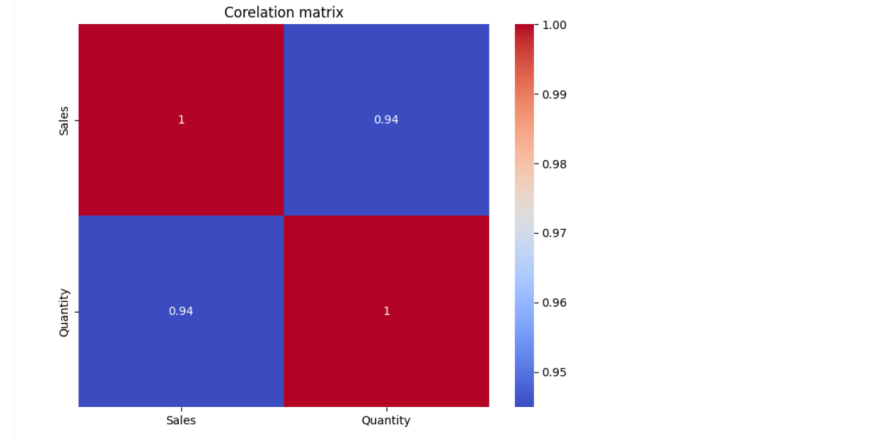 Corelation matrix
Sales
1
0.94
Quantity
0.94
1
Sales
Quantity
1.00
0.99
0.98
0.97
0.96
0.95